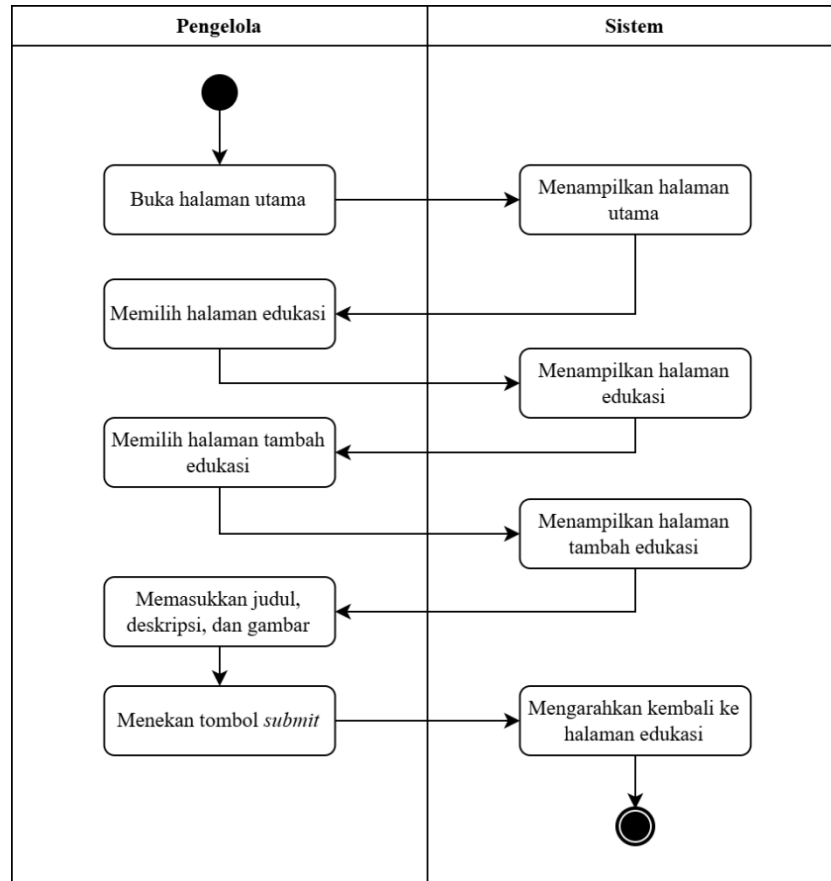 Pengelola
Sistem
Buka halaman utama
Menampilkan halaman
utama
Memilih halaman edukasi
Menampilkan halaman
edukasi
Memilih halaman tambah
edukasi
Menampilkan halaman
tambah edukasi
Memasukkan judul,
deskripsi, dan gambar
Menekan tombol submit
Mengarahkan kembali ke
halaman edukasi